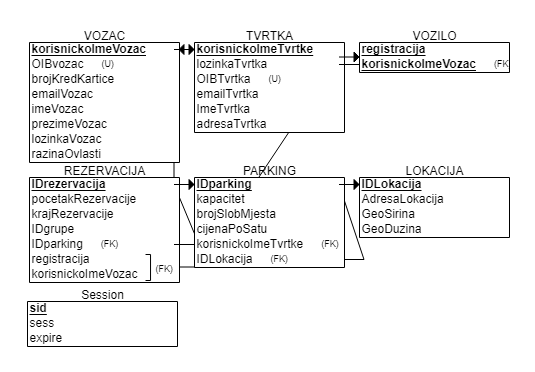 VOZAC
korisnickoImeVozac
OIBvozac (U)
brojKredKartice
emailVozac
imeVozac
prezimeVozac
lozinkaVozac
razinaOvlasti
TVRTKA
korisnickoImeTvrtke
lozinkaTvrtka
OIBTvrtka (U)
emailTvrtka
ImeTvrtka
adresaTvrtka
VOZILO
registracija
korisnickoImeVozac (FK
REZERVACIJA
IDrezervacija
pocetakRezervacije
krajRezervacije
IDgrupe
IDparking (FK)
registracija
korisnickoImeVozac (FK)
PARKING
IDparking
kapacitet
brojSlobMjesta
cijenaPoSatu
korisnickoImeTvrtke (FK)
IDLokacija (FK)
LOKACIJA
IDLokacija
AdresaLokacija
GeoSirina
GeoDuzina
Session
sid
sess
expire